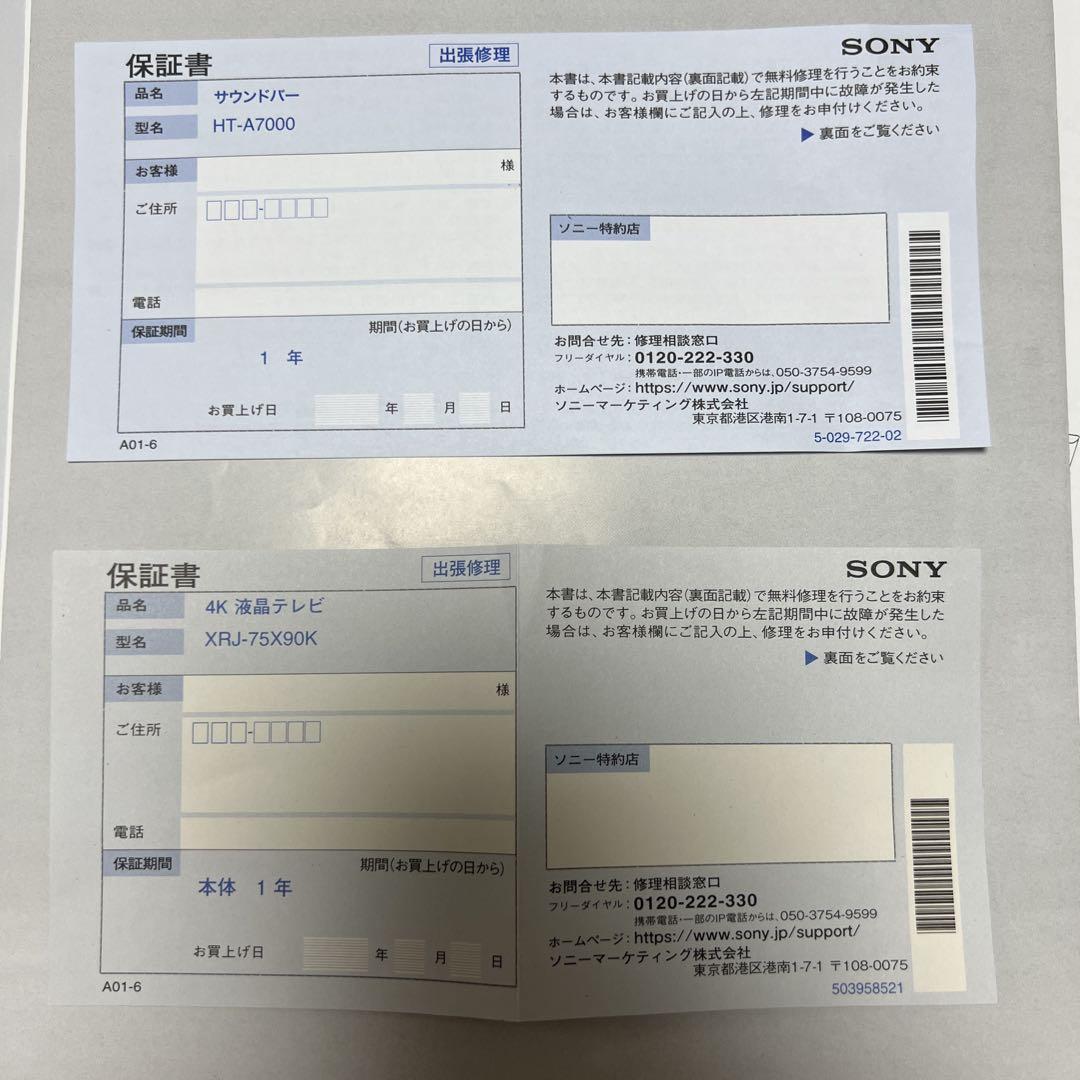 保証書
出張修理
品名 サウンドバー
型名 HT-A7000
お客様 様
ご住所
電話
保証期間 期間(お買上げの日から)
1 年
お買上げ日 年 月 日
A01-6
SONY
本書は、本書記載内容(裏面記載)で無料修理を行うことをお約束
するものです。お買上げの日から左記期間中に故障が発生した
場合は、お客様欄にご記入の上、修理をお申付けください。
▶裏面をご覧ください
ソニー特約店
お問合せ先:修理相談窓口
フリーダイヤル:0120-222-330
携帯電話・一部のIP電話からは、050-3754-9599
ホームページ:https://www.sony.jp/support/
ソニーマーケティング株式会社
東京都港区港南1-7-1 〒108-0075
5-029-722-02
保証書
出張修理
品名 4K 液晶テレビ
型名 XRJ-75X90K
お客様 様
ご住所
電話
保証期間 期間(お買上げの日から)
本体 1 年
お買上げ日 年 月 日
A01-6
SONY
本書は、本書記載内容(裏面記載)で無料修理を行うことをお約束
するものです。お買上げの日から左記期間中に故障が発生した
場合は、お客様欄にご記入の上、修理をお申付けください。
▶裏面をご覧ください
ソニー特約店
お問合せ先:修理相談窓口
フリーダイヤル:0120-222-330
携帯電話・一部のIP電話からは、050-3754-9599
ホームページ:https://www.sony.jp/support/
ソニーマーケティング株式会社
東京都港区港南1-7-1 〒108-0075
503958521